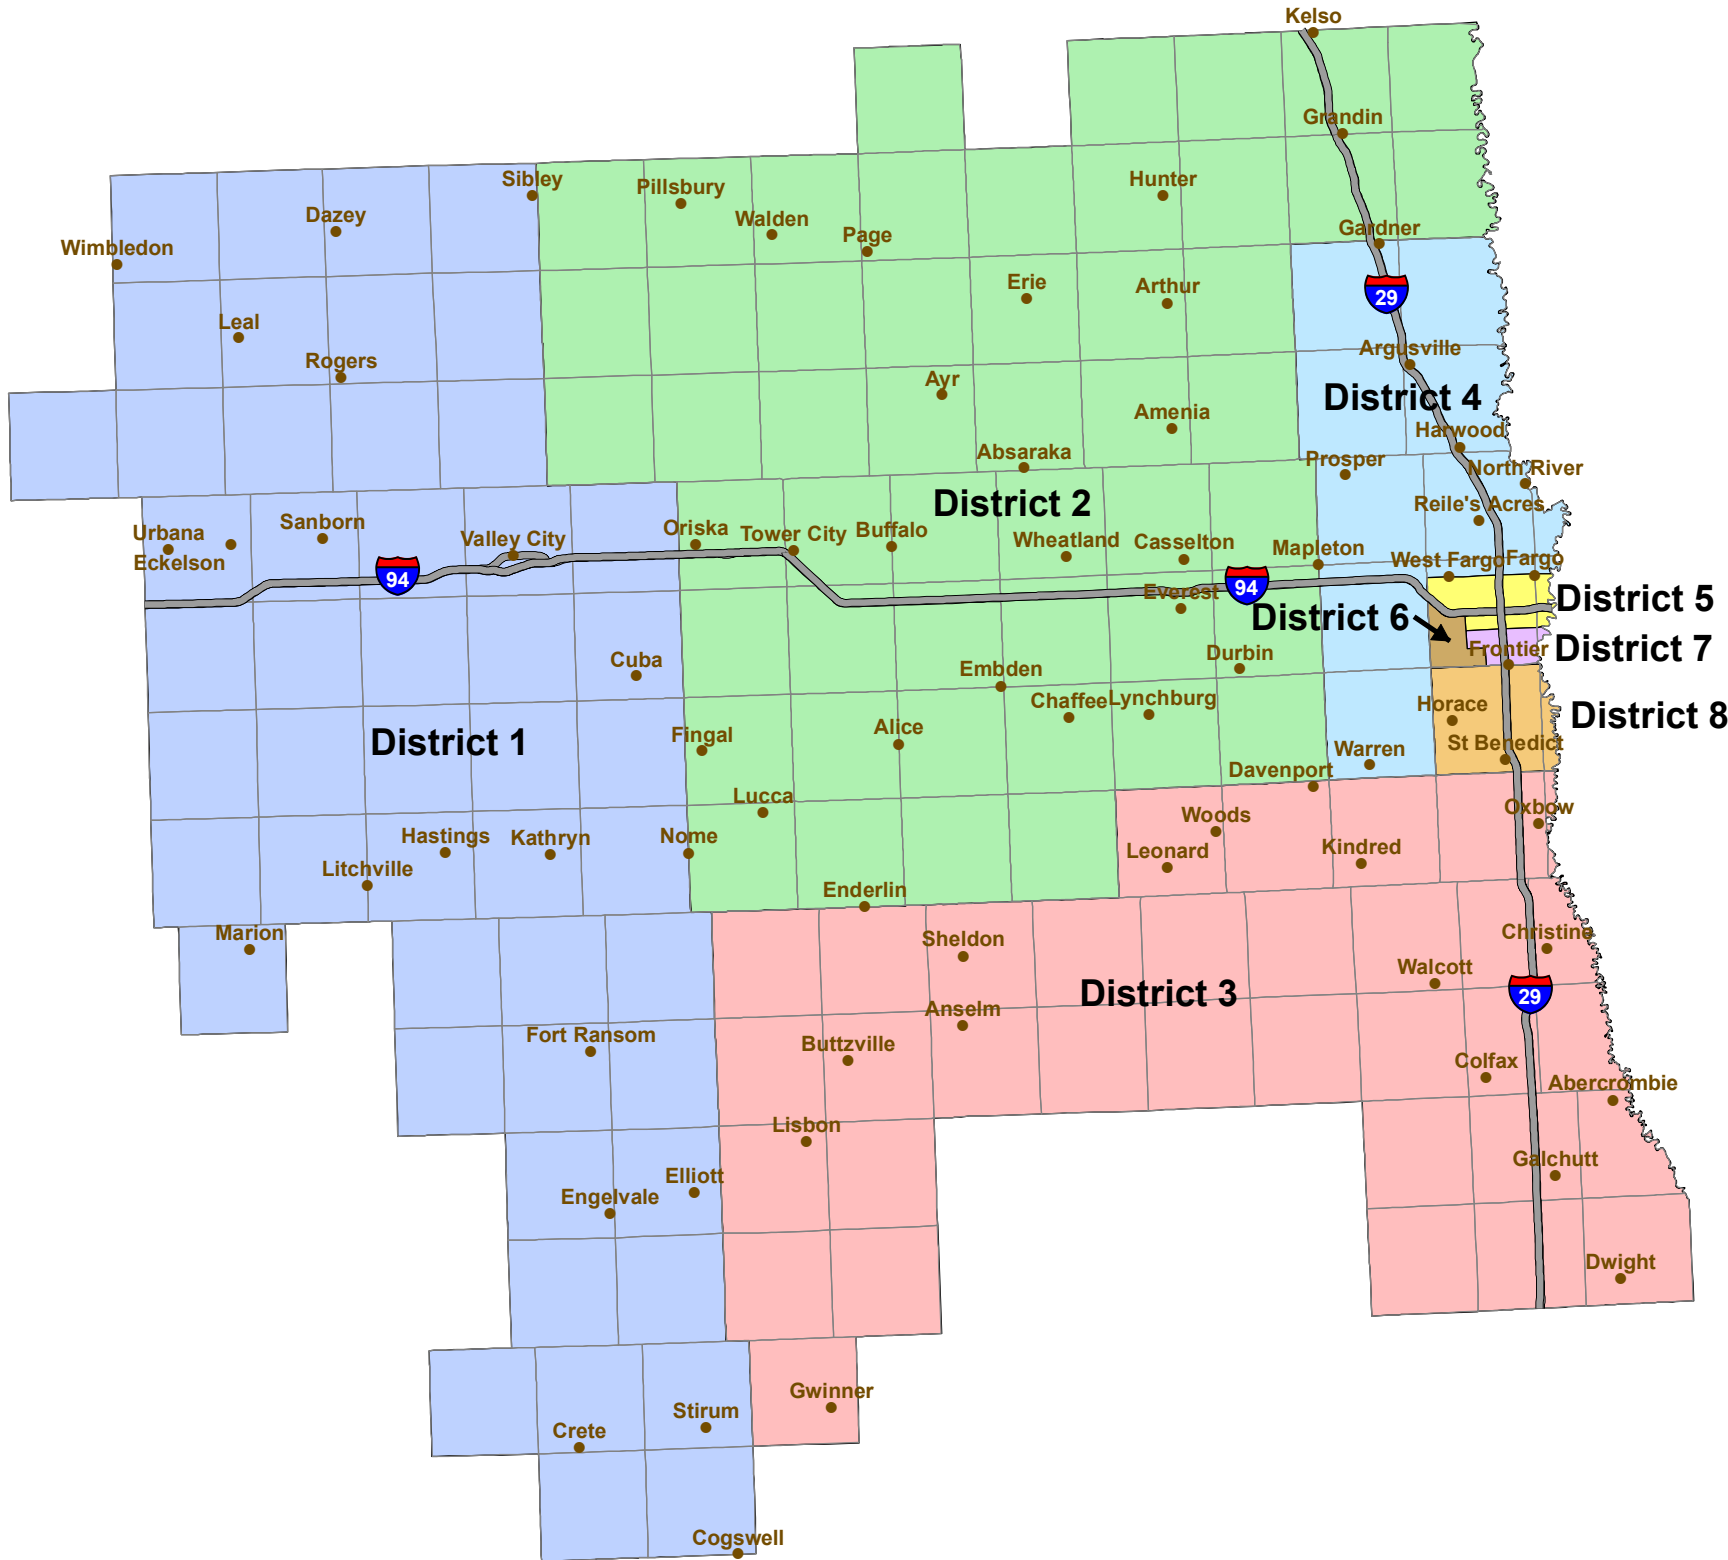 Kelso
Grandin
Sibley
Pillsbury
Hunter
Dazey
Walden
Page
Gardner
Wimbledon
Erie
Arthur
29
Leal
Rogers
Argusville
Ayr
District 4
Amenia
Harwood
Absaraka
Prosper
North River
District 2
Reile's Acres
Urbana
Sanborn
Valley City
Oriska
Tower City
Buffalo
Wheatland
Casselton
Mapleton
West Fargo
Fargo
Eckelson
94
94
Everest
District 5
District 6
District 7
Frontier
Cuba
Embden
Durbin
Chaffee
Lynchburg
Horace
District 8
District 1
Fingal
Alice
St Benedict
Warren
Davenport
Lucca
Woods
Oxbow
Hastings
Kathryn
Nome
Leonard
Kindred
Litchville
Enderlin
Marion
Sheldon
Christine
Walcott
District 3
29
Anselm
Fort Ransom
Buttzville
Colfax
Abercrombie
Lisbon
Galchutt
Elliott
Engelvale
Dwight
Gwinner
Stirum
Crete
Cogswell